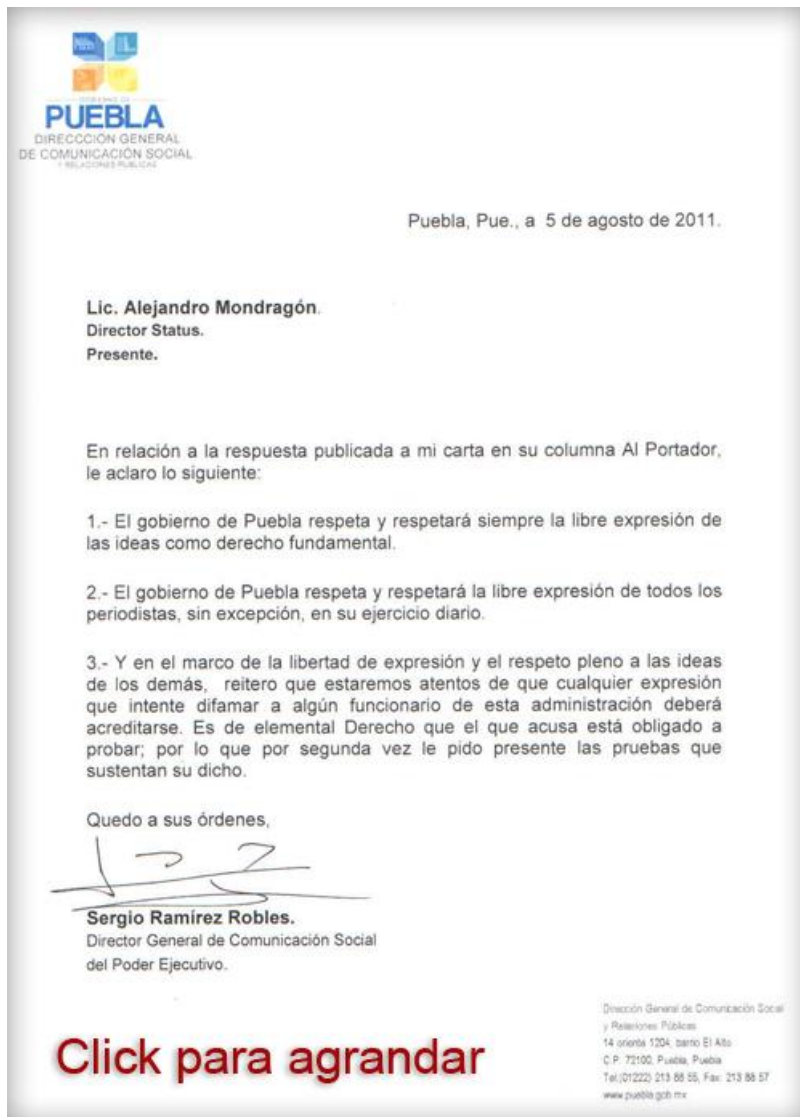 GOBIERNO DE
PUEBLA
DIRECCCIÓN GENERAL
DE COMUNICACIÓN SOCIAL
Y RELACIONES PÚBLICAS
Puebla, Pue., a 5 de agosto de 2011.
Lic. Alejandro Mondragón.
Director Status.
Presente.
En relación a la respuesta publicada a mi carta en su columna Al Portador,
le aclaro lo siguiente:
1.- El gobierno de Puebla respeta y respetará siempre la libre expresión de
las ideas como derecho fundamental.
2.- El gobierno de Puebla respeta y respetará la libre expresión de todos los
periodistas, sin excepción, en su ejercicio diario.
3.- Y en el marco de la libertad de expresión y el respeto pleno a las ideas
de los demás, reitero que estaremos atentos de que cualquier expresión
que intente difamar a algún funcionario de esta administración deberá
acreditarse. Es de elemental Derecho que el que acusa está obligado a
probar; por lo que por segunda vez le pido presente las pruebas que
sustentan su dicho.
Quedo a sus órdenes,
Sergio Ramírez Robles.
Director General de Comunicación Social
del Poder Ejecutivo.
Dirección General de Comunicación Social
y Relaciones Públicas
14 oriente 1204, barrio El Alto
C.P. 72100, Puebla, Puebla
Tel:(01222) 213 88 55, Fax: 213 88 57
www.puebla.gob.mx
Click para agrandar